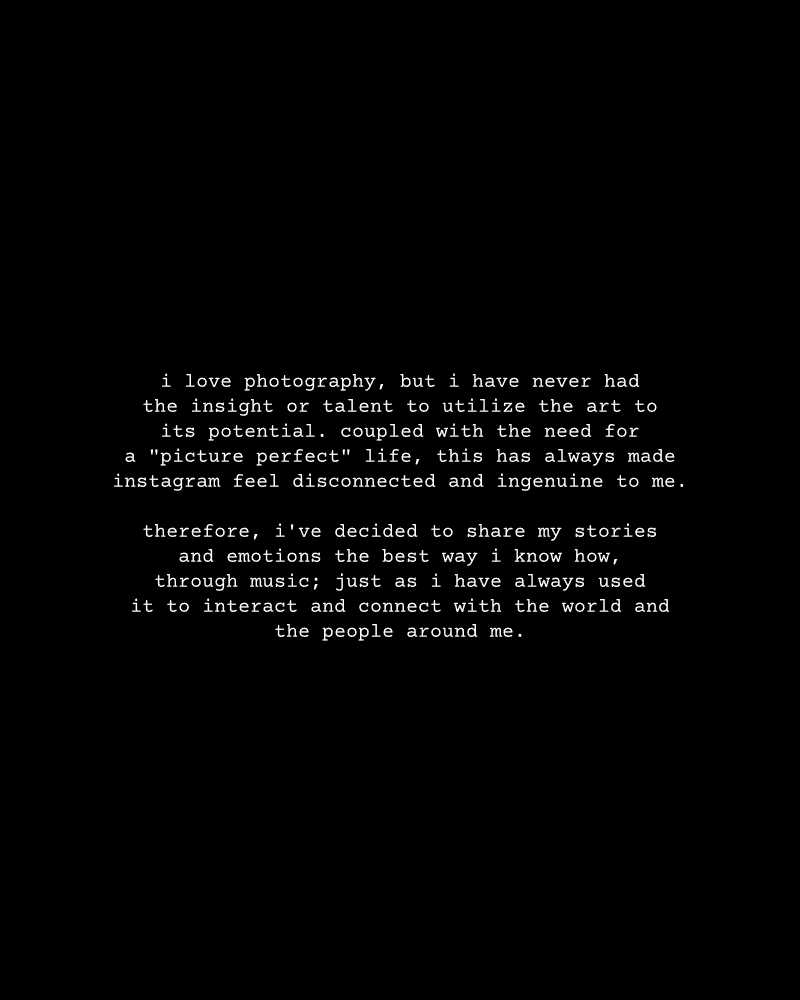 i love photography, but i have never had
the insight or talent to utilize the art to
its potential. coupled with the need for
a "picture perfect" life, this has always made
instagram feel disconnected and ingenuine to me.
therefore, i've decided to share my stories
and emotions the best way i know how,
through music; just as i have always used
it to interact and connect with the world and
the people around me.